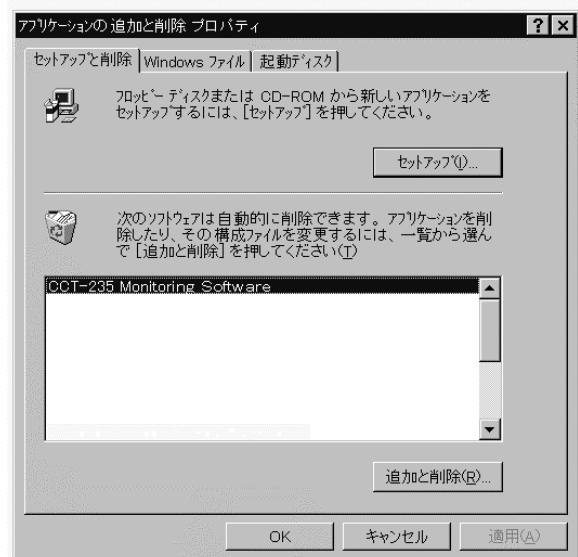 アプリケーションの追加と削除 プロパティ
セットアップと削除
Windows ファイル
起動ディスク
フロッピー ディスクまたは CD-ROM から新しいアプリケーションを
セットアップするには、[セットアップ] を押してください。
セットアップ(I)...
次のソフトウェアは自動的に削除できます。アプリケーションを削
除したり、その構成ファイルを変更するには、一覧から選ん
で [追加と削除] を押してください(T)
CCT-235 Monitoring Software
追加と削除(R)...
OK
キャンセル
適用(A)